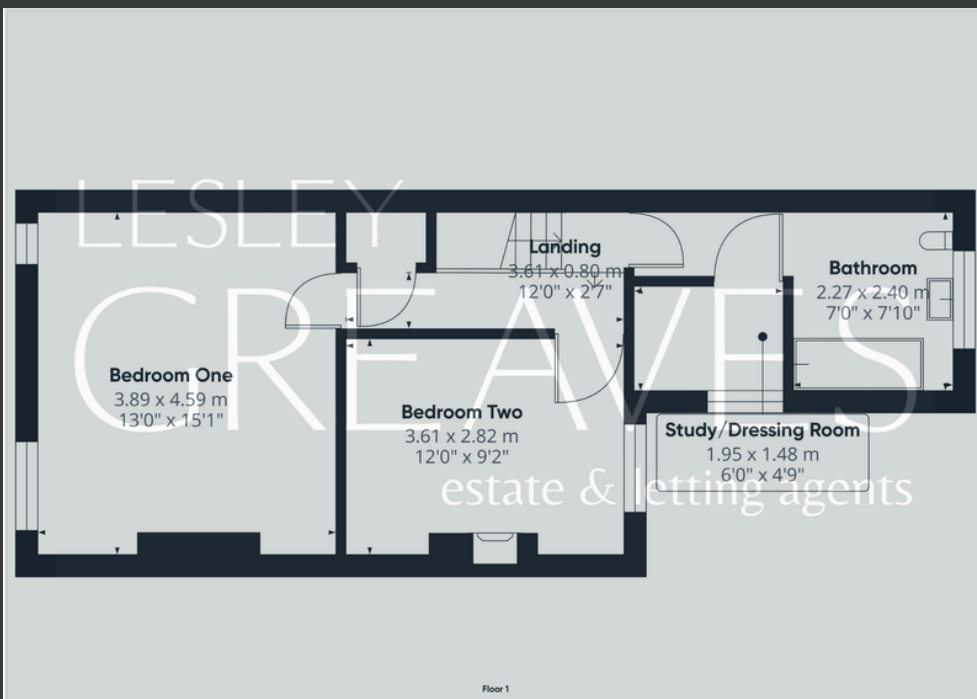 LESLEY
GREAVES
estate & letting agents
Landing
3.61 x 0.80 m
12'0" x 2'7"
Bathroom
2.27 x 2.40 m
7'0" x 7'10"
Bedroom One
3.89 x 4.59 m
13'0" x 15'1"
Bedroom Two
3.61 x 2.82 m
12'0" x 9'2"
Study/Dressing Room
1.95 x 1.48 m
6'0" x 4'9"
Floor 1